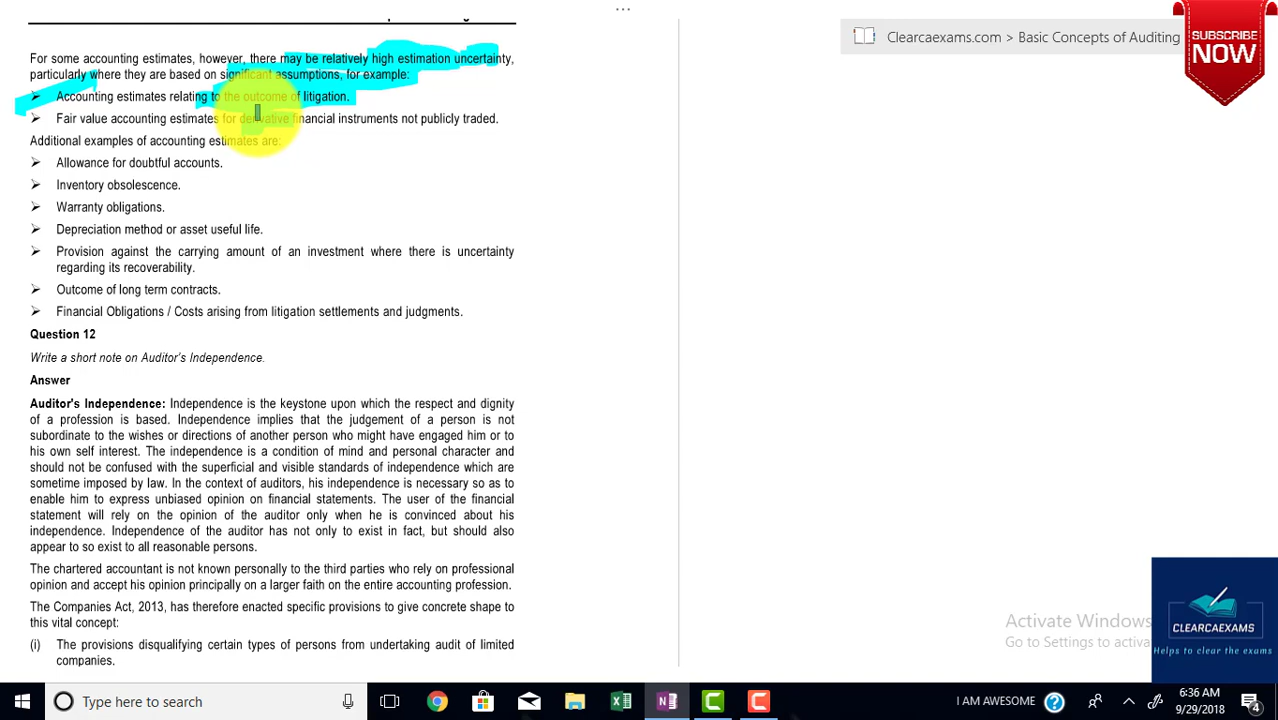 For some accounting estimates, however, there may be relatively high estimation uncertainty,
particularly where they are based on significant assumptions, for example:
➢ Accounting estimates relating to the outcome of litigation.
➢ Fair value accounting estimates for derivative financial instruments not publicly traded.
Additional examples of accounting estimates are:
➢ Allowance for doubtful accounts.
➢ Inventory obsolescence.
➢ Warranty obligations.
➢ Depreciation method or asset useful life.
➢ Provision against the carrying amount of an investment where there is uncertainty
regarding its recoverability.
➢ Outcome of long term contracts.
➢ Financial Obligations / Costs arising from litigation settlements and judgments.
Question 12
Write a short note on Auditor's Independence.
Answer
Auditor's Independence: Independence is the keystone upon which the respect and dignity
of a profession is based. Independence implies that the judgement of a person is not
subordinate to the wishes or directions of another person who might have engaged him or to
his own self interest. The independence is a condition of mind and personal character and
should not be confused with the superficial and visible standards of independence which are
sometime imposed by law. In the context of auditors, his independence is necessary so as to
enable him to express unbiased opinion on financial statements. The user of the financial
statement will rely on the opinion of the auditor only when he is convinced about his
independence. Independence of the auditor has not only to exist in fact, but should also
appear to so exist to all reasonable persons.
The chartered accountant is not known personally to the third parties who rely on professional
opinion and accept his opinion principally on a larger faith on the entire accounting profession.
The Companies Act, 2013, has therefore enacted specific provisions to give concrete shape to
this vital concept:
(i) The provisions disqualifying certain types of persons from undertaking audit of limited
companies.
Clearcaexams.com > Basic Concepts of Auditing
SUBSCRIBE
NOW
Activate Windows
Go to Settings to activa
CLEARCAEXAMS
Helps to clear the exams
Type here to search
I AM AWESOME
6:36 AM
9/29/2018
4